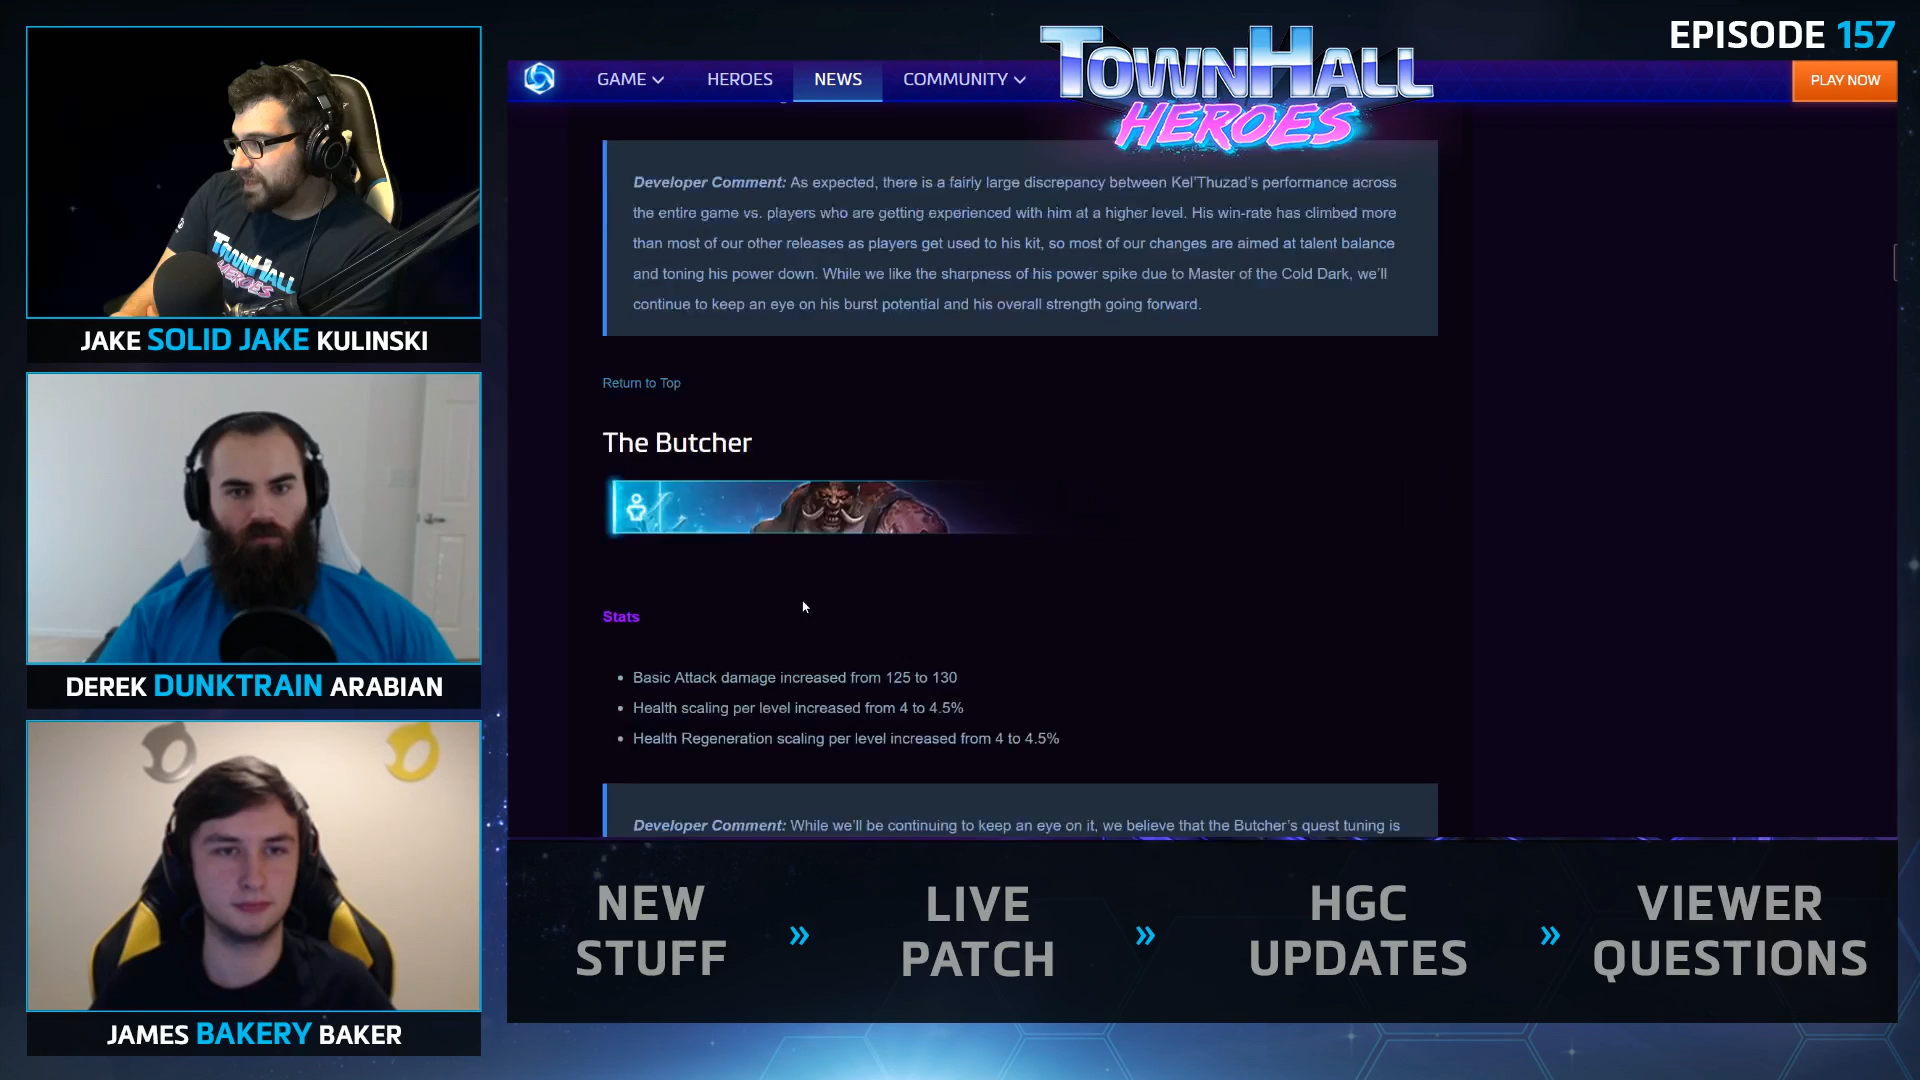 EPISODE 157
TOWNHALL
HEROES
GAME
HEROES
NEWS
COMMUNITY
PLAY NOW
TOWNHALL
HEROES
JAKE SOLID JAKE KULINSKI
DEREK DUNKTRAIN ARABIAN
JAMES BAKERY BAKER
Developer Comment: As expected, there is a fairly large discrepancy between Kel'Thuzad's performance across
the entire game vs. players who are getting experienced with him at a higher level. His win-rate has climbed more
than most of our other releases as players get used to his kit, so most of our changes are aimed at talent balance
and toning his power down. While we like the sharpness of his power spike due to Master of the Cold Dark, we'll
continue to keep an eye on his burst potential and his overall strength going forward.
Return to Top
The Butcher
Stats
• Basic Attack damage increased from 125 to 130
• Health scaling per level increased from 4 to 4.5%
• Health Regeneration scaling per level increased from 4 to 4.5%
Developer Comment: While we'll be continuing to keep an eye on it, we believe that the Butcher's quest tuning is
NEW
STUFF
»
LIVE
PATCH
»
HGC
UPDATES
»
VIEWER
QUESTIONS